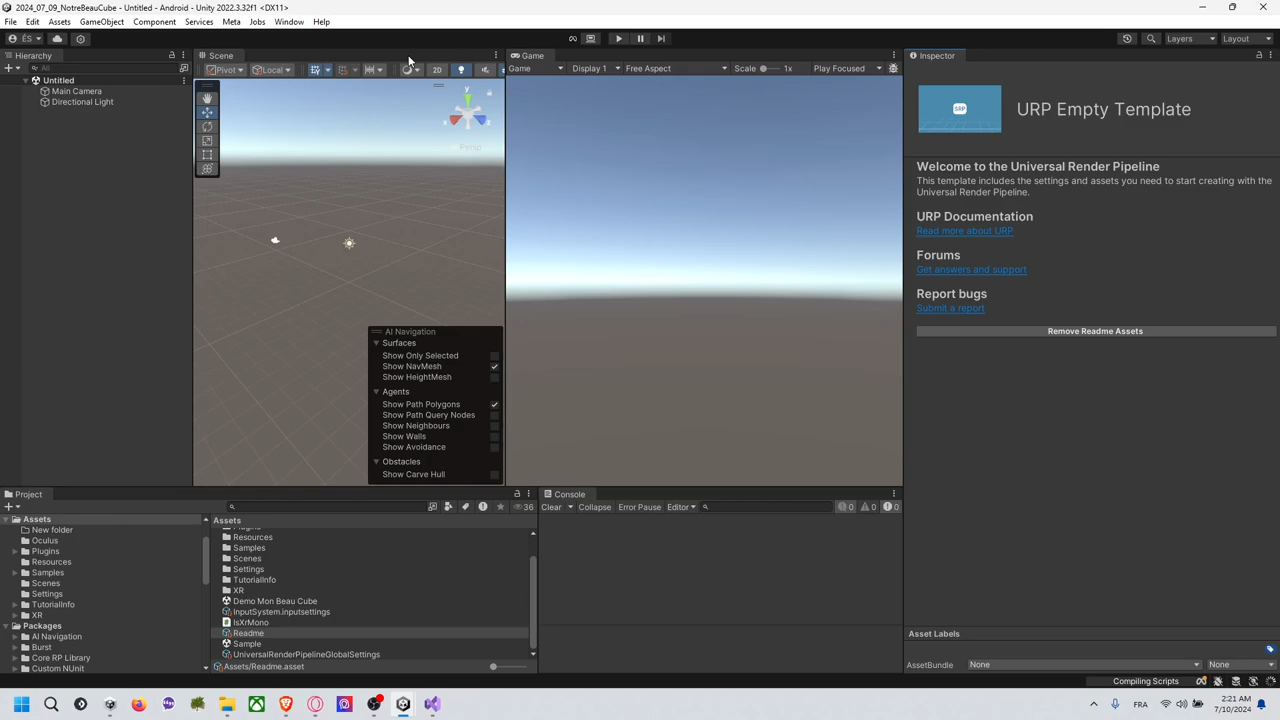 2024_07_09_NotreBeauCube - Untitled - Android - Unity 2022.3.32f1 <DX11>
File Edit Assets GameObject Component Services Meta Jobs Window Help
ÉS Layers Layout
Hierarchy Scene Game Inspector
All Pivot Local 2D Game Display 1 Free Aspect Scale 1x Play Focused
Untitled
Main Camera
Directional Light
y
x z
Persp
SRP URP Empty Template
Welcome to the Universal Render Pipeline
This template includes the settings and assets you need to start creating with the
Universal Render Pipeline.
URP Documentation
Read more about URP
Forums
Get answers and support
Report bugs
Submit a report
Remove Readme Assets
AI Navigation
Surfaces
Show Only Selected
Show NavMesh
Show HeightMesh
Agents
Show Path Polygons
Show Path Query Nodes
Show Neighbours
Show Walls
Show Avoidance
Obstacles
Show Carve Hull
Project Console
36 Clear Collapse Error Pause Editor 0 0 0
Assets
New folder
Oculus
Plugins
Resources
Samples
Scenes
Settings
TutorialInfo
XR
Packages
AI Navigation
Burst
Core RP Library
Custom NUnit
Assets
Plugins
Resources
Samples
Scenes
Settings
TutorialInfo
XR
Demo Mon Beau Cube
InputSystem.inputsettings
IsXrMono
Readme
Sample
UniversalRenderPipelineGlobalSettings
Assets/Readme.asset
Asset Labels
AssetBundle None None
Compiling Scripts
FRA 2:21 AM
7/10/2024